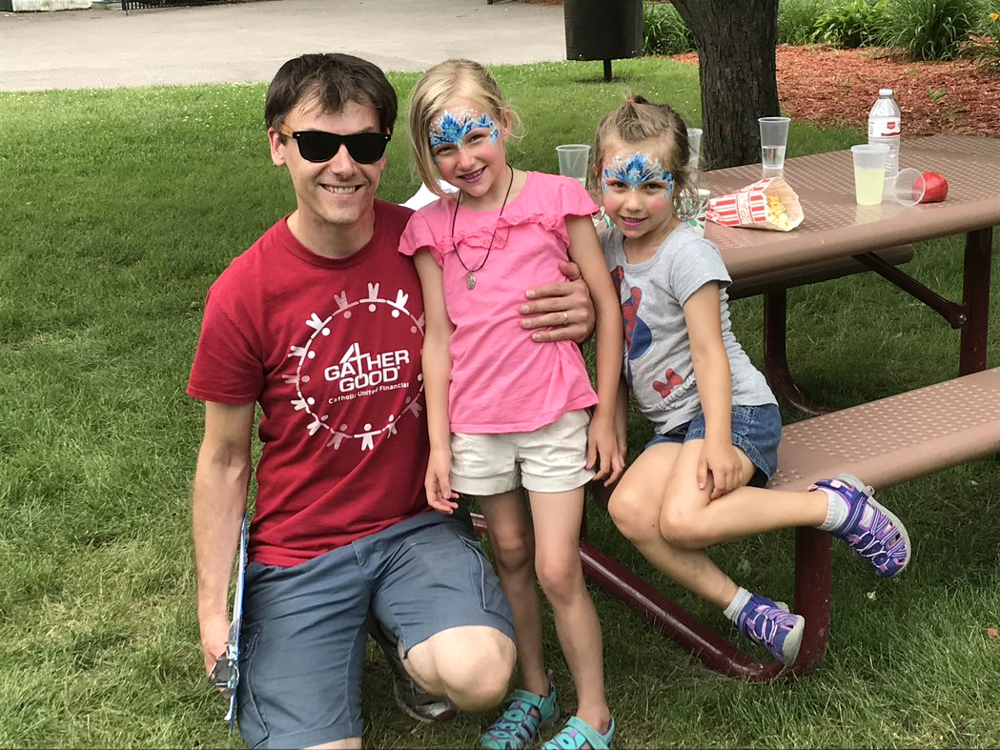 4
GATHER
GOOD®
Catholic United Financial